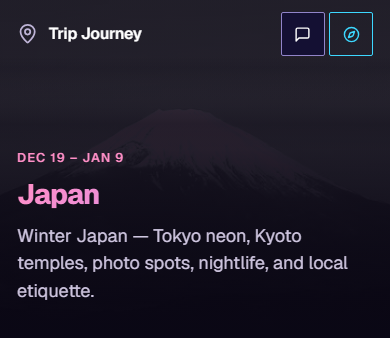 Trip Journey
DEC 19 – JAN 9
Japan
Winter Japan — Tokyo neon, Kyoto
temples, photo spots, nightlife, and local
etiquette.